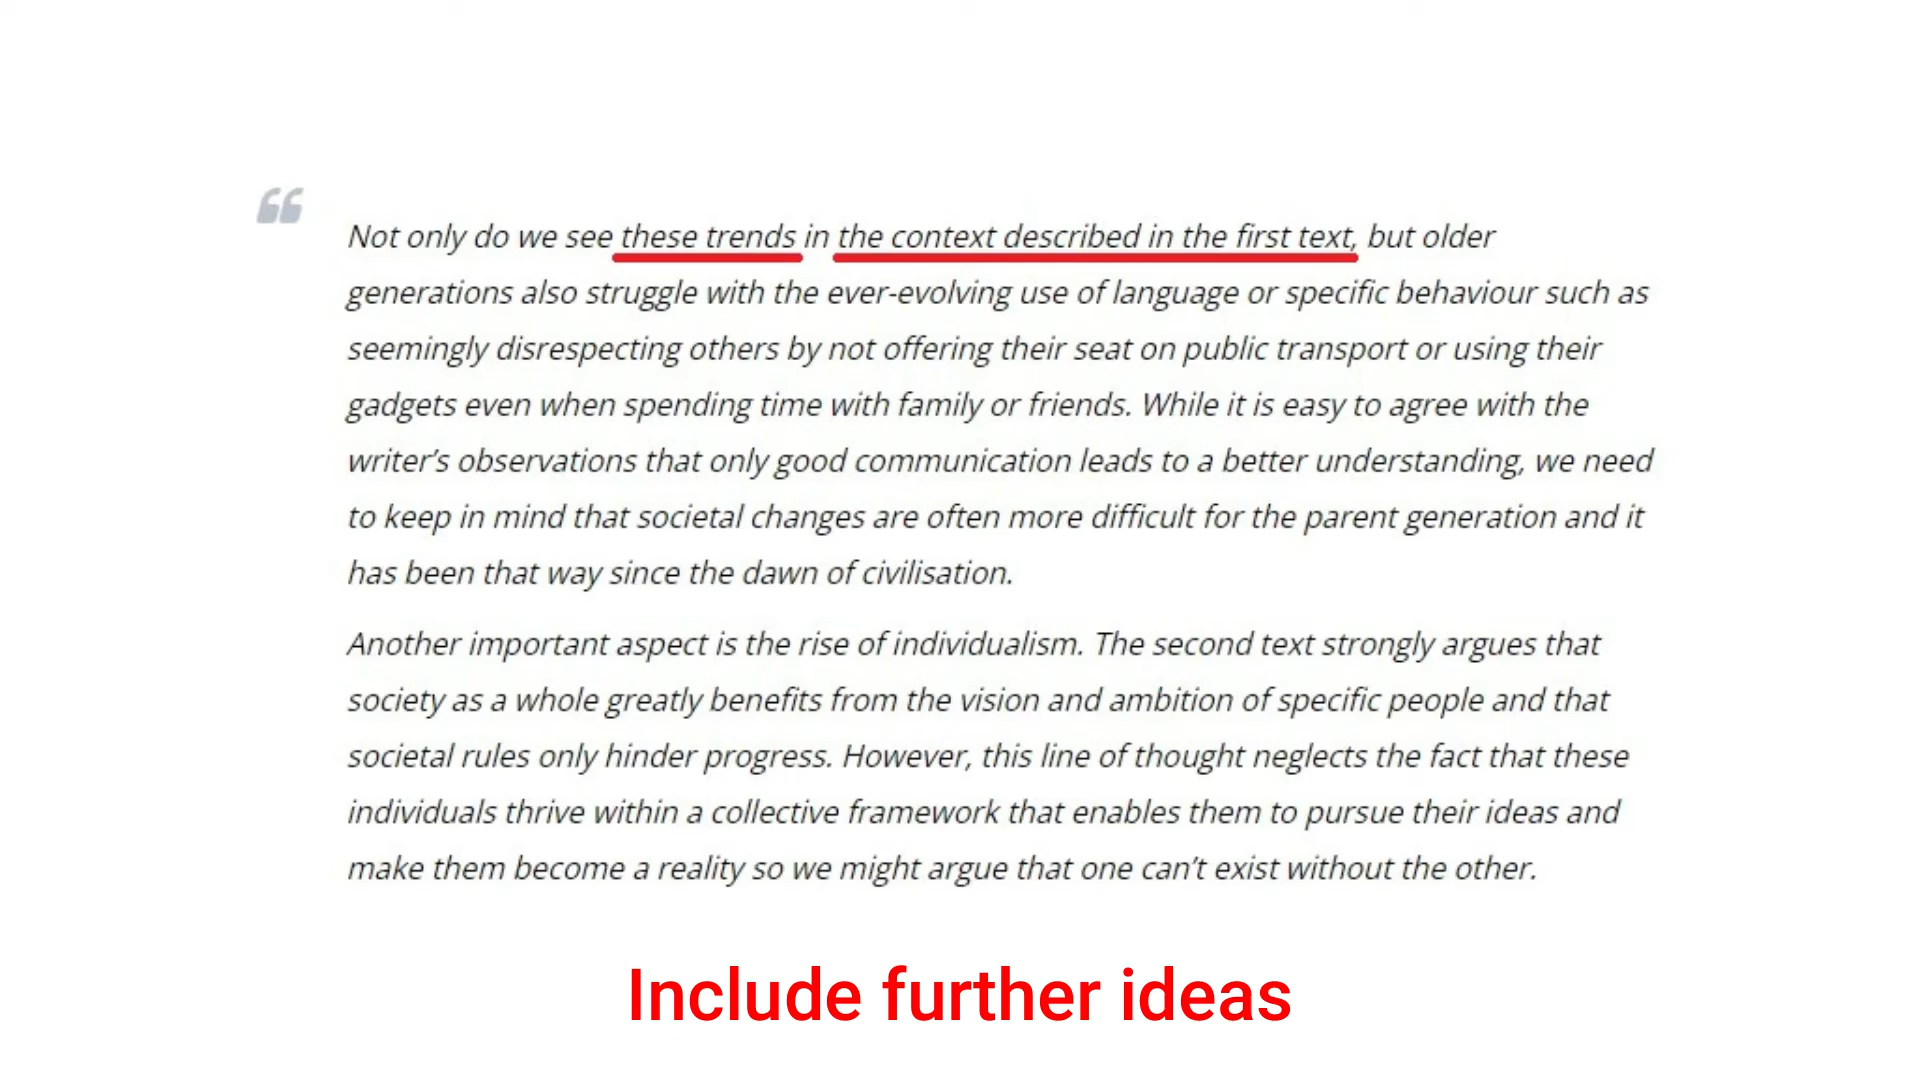 Not only do we see these trends in the context described in the first text, but older
generations also struggle with the ever-evolving use of language or specific behaviour such as
seemingly disrespecting others by not offering their seat on public transport or using their
gadgets even when spending time with family or friends. While it is easy to agree with the
writer’s observations that only good communication leads to a better understanding, we need
to keep in mind that societal changes are often more difficult for the parent generation and it
has been that way since the dawn of civilisation.
Another important aspect is the rise of individualism. The second text strongly argues that
society as a whole greatly benefits from the vision and ambition of specific people and that
societal rules only hinder progress. However, this line of thought neglects the fact that these
individuals thrive within a collective framework that enables them to pursue their ideas and
make them become a reality so we might argue that one can’t exist without the other.
Include further ideas